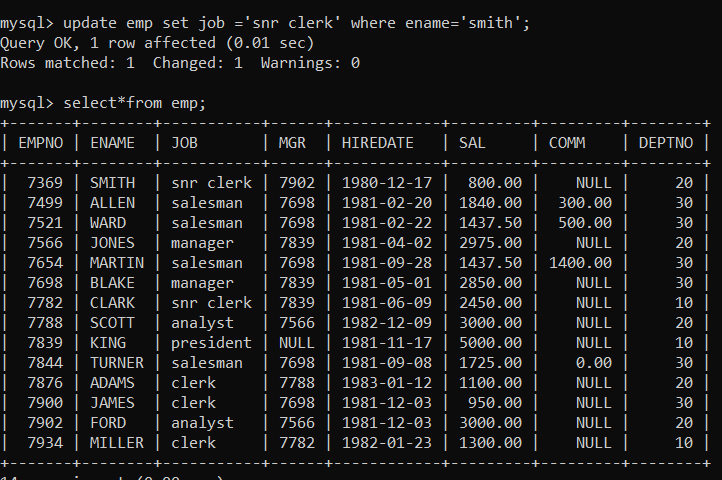 mysql> update emp set job ='snr clerk' where ename='smith';
Query OK, 1 row affected (0.01 sec)
Rows matched: 1  Changed: 1  Warnings: 0
mysql> select*from emp;
+-------+--------+-----------+------+------------+---------+---------+--------+
| EMPNO | ENAME  | JOB       | MGR  | HIREDATE   | SAL     | COMM    | DEPTNO |
+-------+--------+-----------+------+------------+---------+---------+--------+
|  7369 | SMITH  | snr clerk | 7902 | 1980-12-17 |  800.00 |    NULL |     20 |
|  7499 | ALLEN  | salesman  | 7698 | 1981-02-20 | 1840.00 |  300.00 |     30 |
|  7521 | WARD   | salesman  | 7698 | 1981-02-22 | 1437.50 |  500.00 |     30 |
|  7566 | JONES  | manager   | 7839 | 1981-04-02 | 2975.00 |    NULL |     20 |
|  7654 | MARTIN | salesman  | 7698 | 1981-09-28 | 1437.50 | 1400.00 |     30 |
|  7698 | BLAKE  | manager   | 7839 | 1981-05-01 | 2850.00 |    NULL |     30 |
|  7782 | CLARK  | snr clerk | 7839 | 1981-06-09 | 2450.00 |    NULL |     10 |
|  7788 | SCOTT  | analyst   | 7566 | 1982-12-09 | 3000.00 |    NULL |     20 |
|  7839 | KING   | president | NULL | 1981-11-17 | 5000.00 |    NULL |     10 |
|  7844 | TURNER | salesman  | 7698 | 1981-09-08 | 1725.00 |    0.00 |     30 |
|  7876 | ADAMS  | clerk     | 7788 | 1983-01-12 | 1100.00 |    NULL |     20 |
|  7900 | JAMES  | clerk     | 7698 | 1981-12-03 |  950.00 |    NULL |     30 |
|  7902 | FORD   | analyst   | 7566 | 1981-12-03 | 3000.00 |    NULL |     20 |
|  7934 | MILLER | clerk     | 7782 | 1982-01-23 | 1300.00 |    NULL |     10 |
+-------+--------+-----------+------+------------+---------+---------+--------+